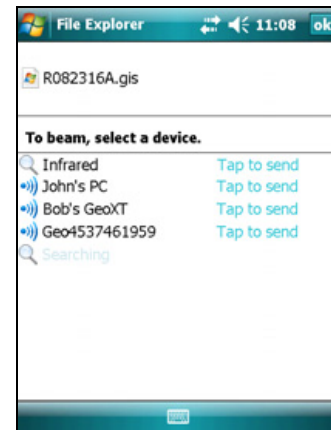 File Explorer 11:08 ok
R082316A.gis
To beam, select a device.
Infrared Tap to send
John's PC Tap to send
Bob's GeoXT Tap to send
Geo4537461959 Tap to send
Searching